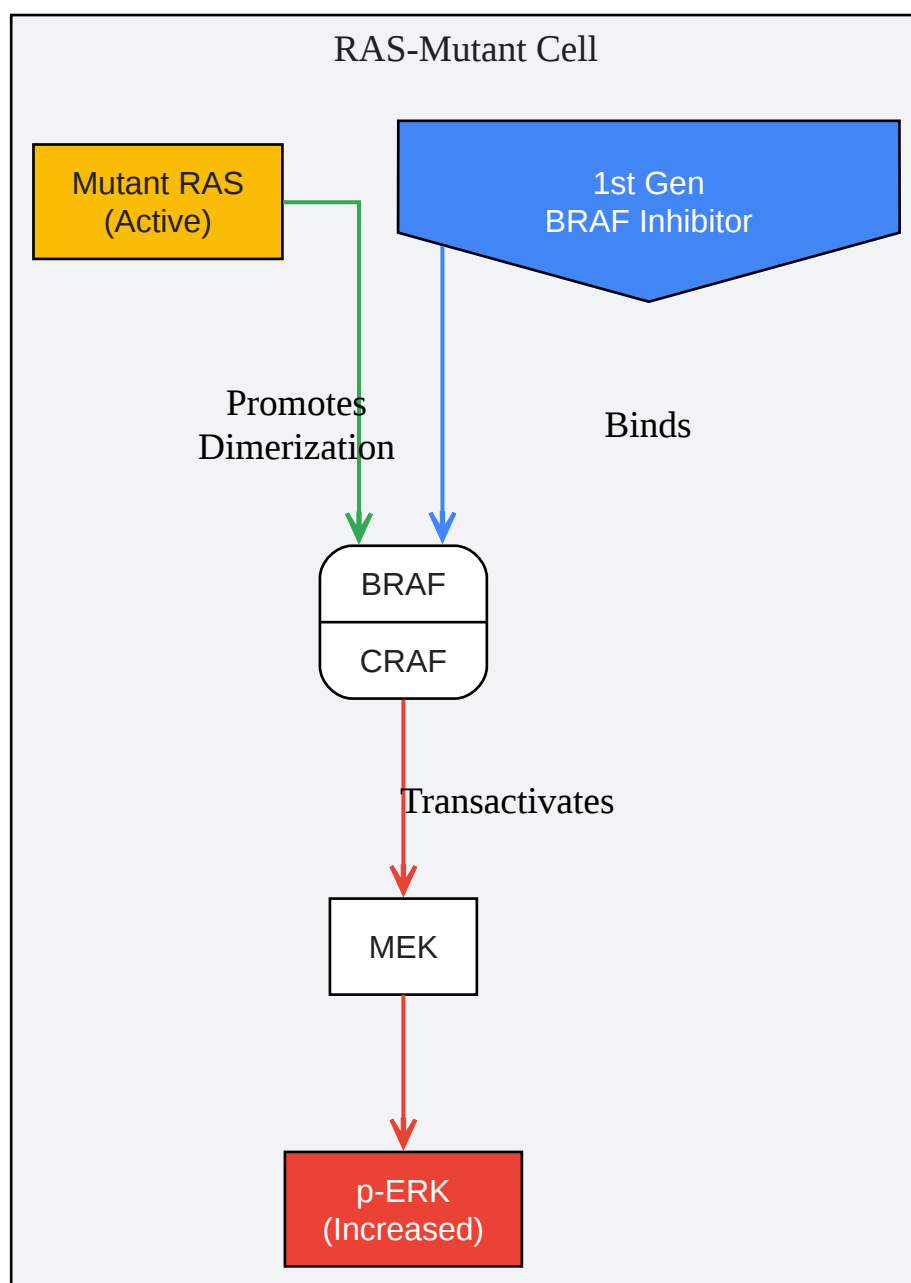 RAS-Mutant Cell
Mutant RAS
(Active)
1st Gen
BRAF Inhibitor
Promotes
Dimerization
Binds
BRAF
CRAF
Transactivates
MEK
p-ERK
(Increased)